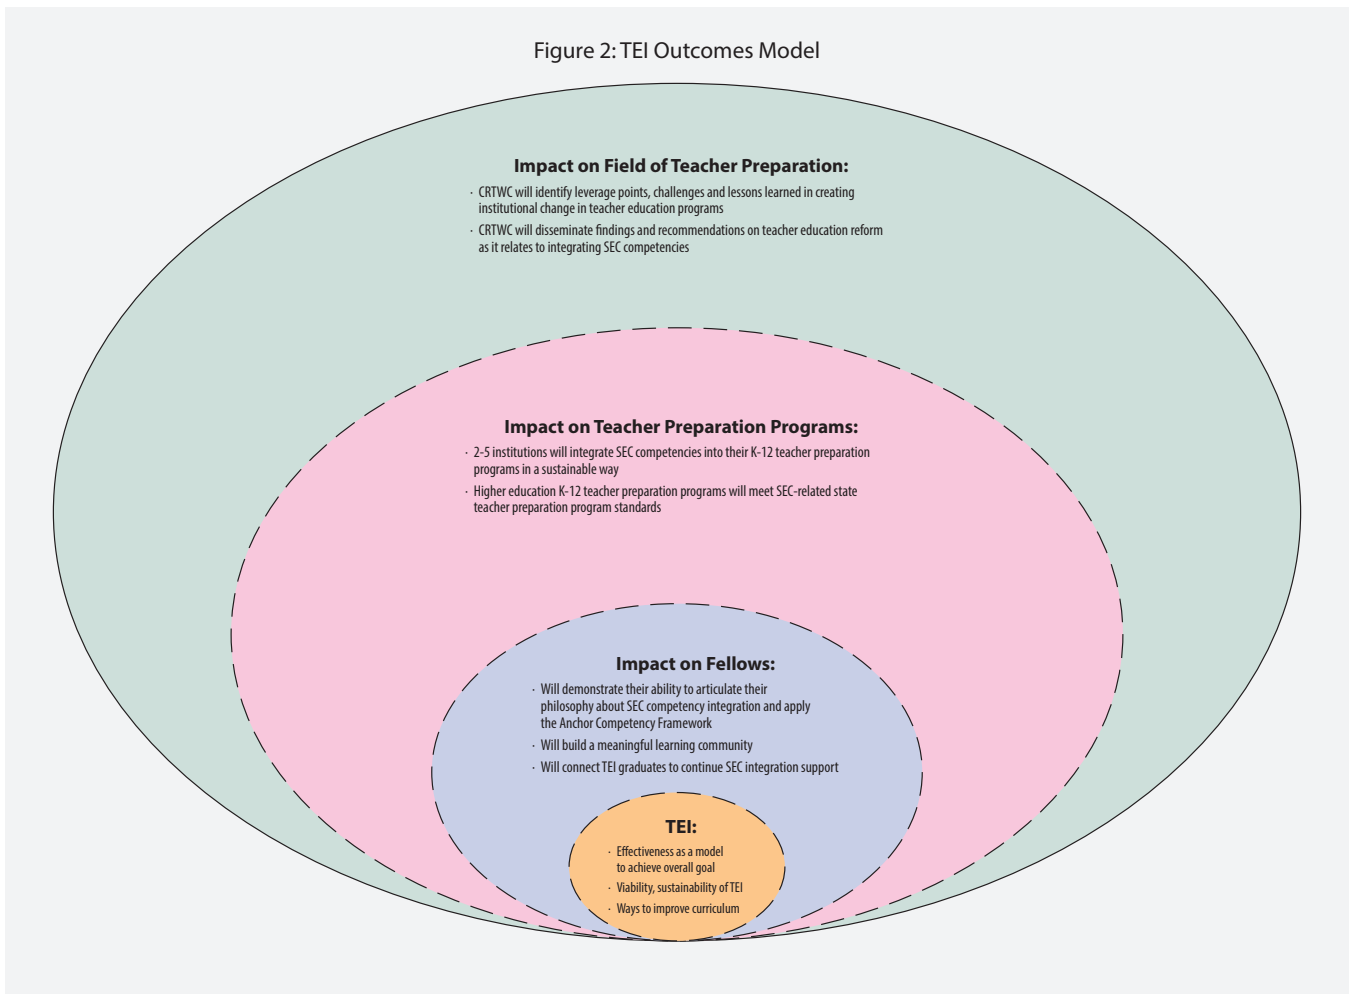 Figure 2: TEI Outcomes Model
Impact on Field of Teacher Preparation:
· CRTWC will identify leverage points, challenges and lessons learned in creating
institutional change in teacher education programs
· CRTWC will disseminate findings and recommendations on teacher education reform
as it relates to integrating SEC competencies
Impact on Teacher Preparation Programs:
· 2-5 institutions will integrate SEC competencies into their K-12 teacher preparation
programs in a sustainable way
· Higher education K-12 teacher preparation programs will meet SEC-related state
teacher preparation program standards
Impact on Fellows:
· Will demonstrate their ability to articulate their
philosophy about SEC competency integration and apply
the Anchor Competency Framework
· Will build a meaningful learning community
· Will connect TEI graduates to continue SEC integration support
TEI:
· Effectiveness as a model
to achieve overall goal
· Viability, sustainability of TEI
· Ways to improve curriculum